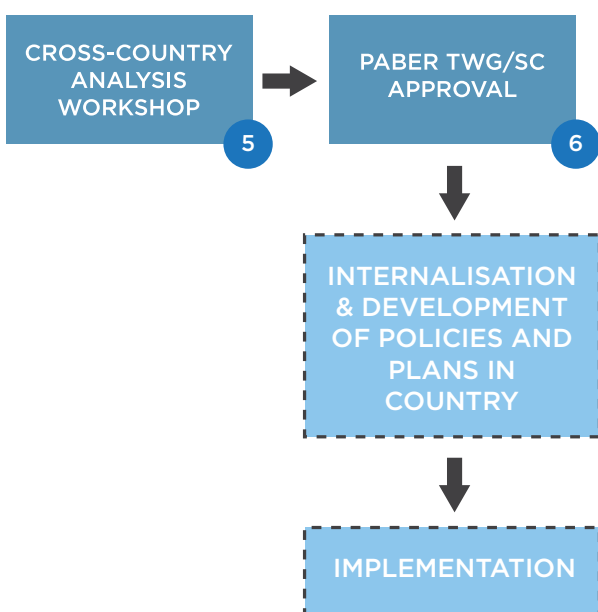 CROSS-COUNTRY
ANALYSIS
WORKSHOP
5
PABER TWG/SC
APPROVAL
6
INTERNALISATION
& DEVELOPMENT
OF POLICIES AND
PLANS IN
COUNTRY
IMPLEMENTATION